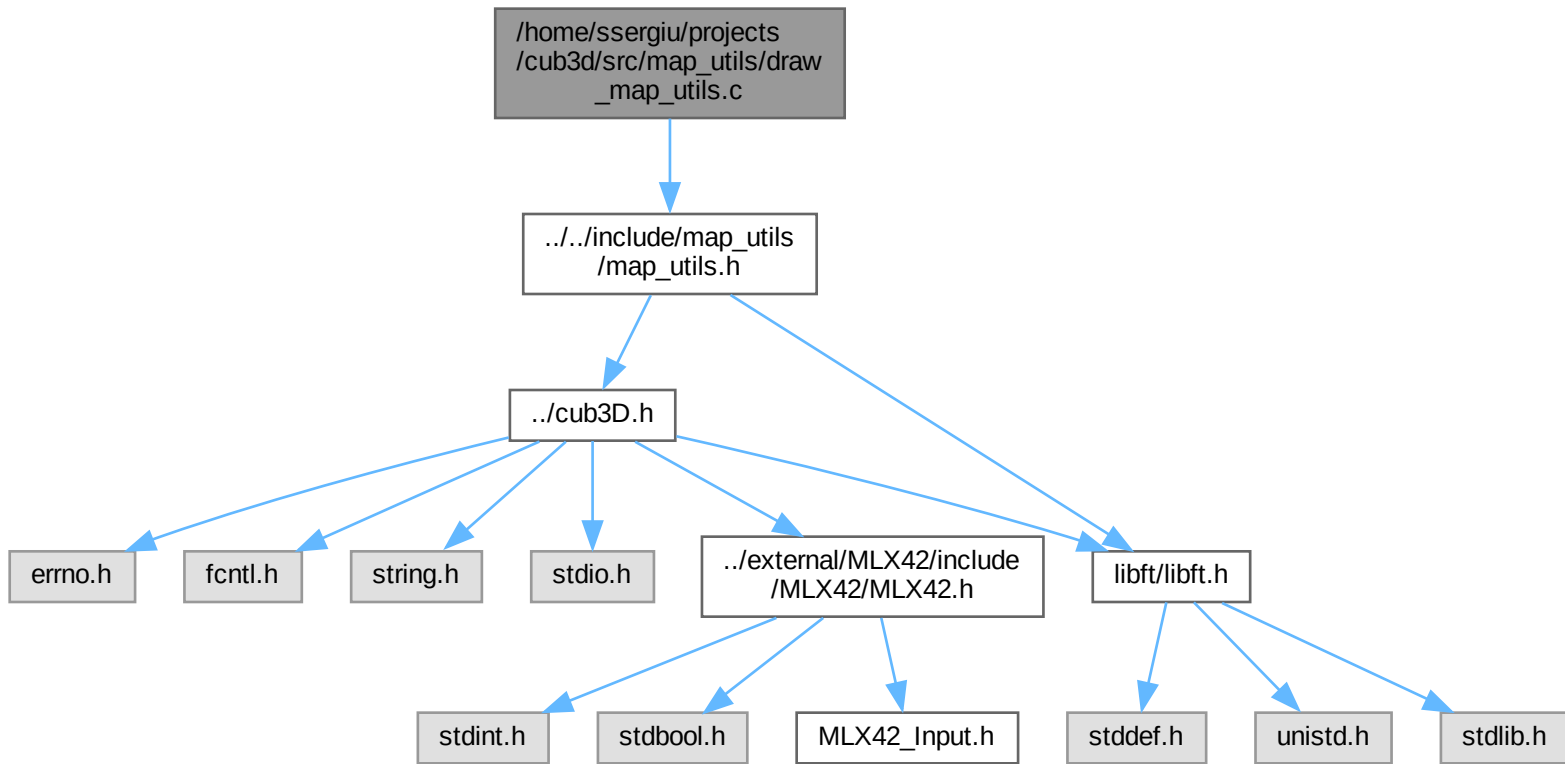 /home/ssergiu/projects
/cub3d/src/map_utils/draw
_map_utils.c
../../include/map_utils
/map_utils.h
../cub3D.h
errno.h
fcntl.h
string.h
stdio.h
../external/MLX42/include
/MLX42/MLX42.h
libft/libft.h
stdint.h
stdbool.h
MLX42_Input.h
stddef.h
unistd.h
stdlib.h